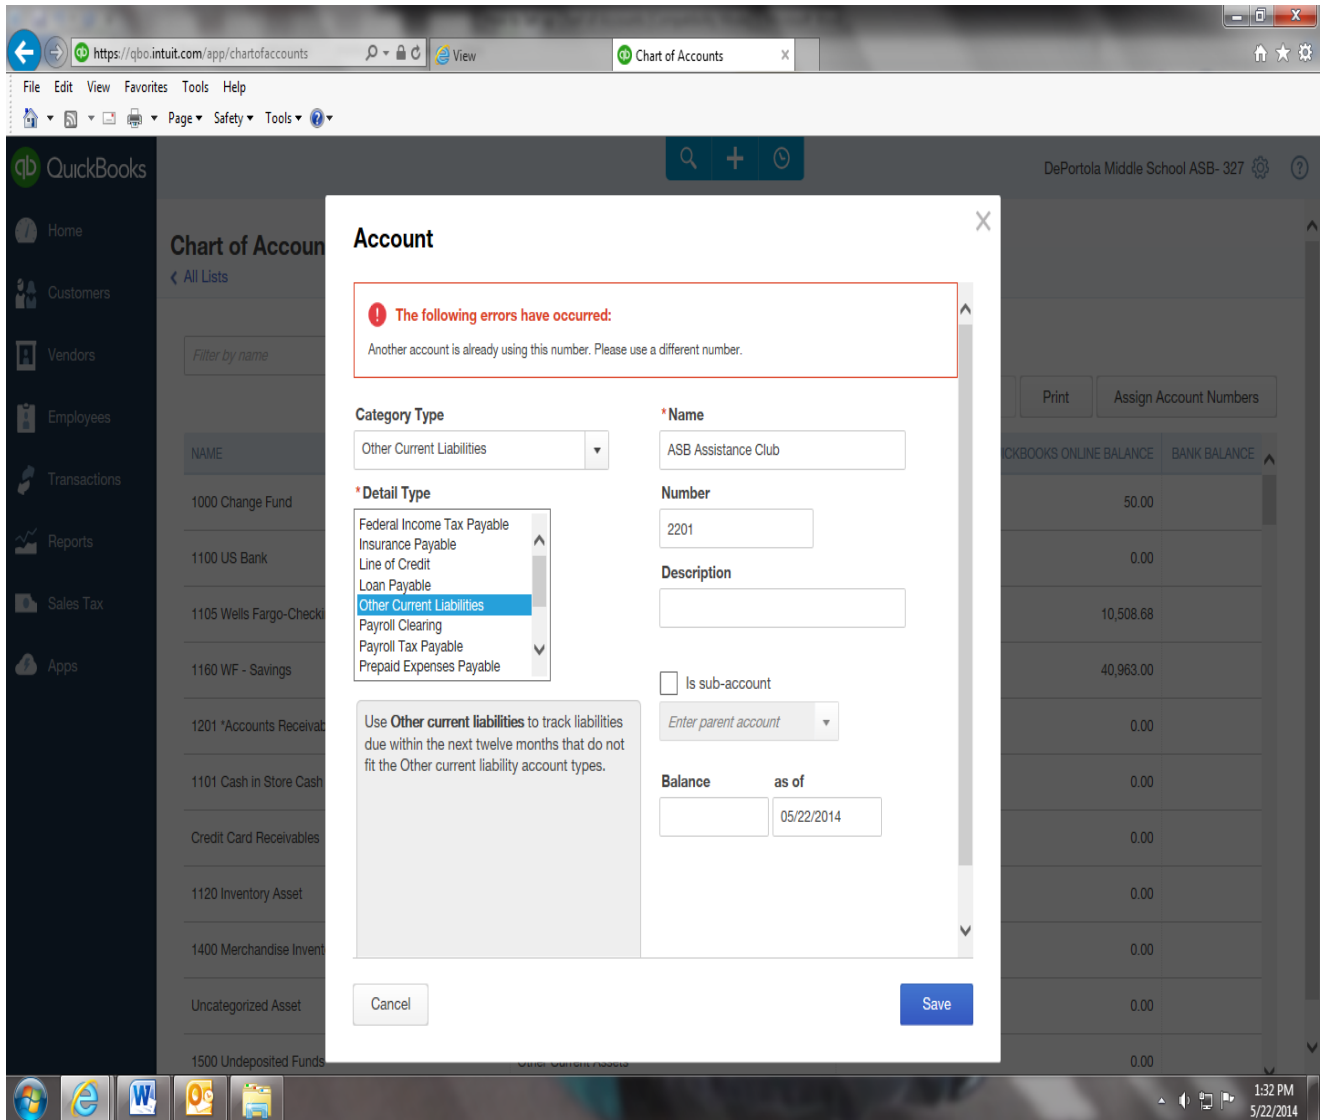 https://qbo.intuit.com/app/chartofaccounts
View
Chart of Accounts
File Edit View Favorites Tools Help
Page Safety Tools
qb QuickBooks
DePortola Middle School ASB- 327
Home
Customers
Vendors
Employees
Transactions
Reports
Sales Tax
Apps
Chart of Accoun
All Lists
Filter by name
Print
Assign Account Numbers
NAME
CKBOOKS ONLINE BALANCE
BANK BALANCE
1000 Change Fund
50.00
1100 US Bank
0.00
1105 Wells Fargo-Checki
10,508.68
1160 WF - Savings
40,963.00
1201 *Accounts Receivab
0.00
1101 Cash in Store Cash
0.00
Credit Card Receivables
0.00
1120 Inventory Asset
0.00
1400 Merchandise Invent
0.00
Uncategorized Asset
0.00
1500 Undeposited Funds
Other Current Assets
0.00
Account
X
The following errors have occurred:
Another account is already using this number. Please use a different number.
Category Type
Other Current Liabilities
*Detail Type
Federal Income Tax Payable
Insurance Payable
Line of Credit
Loan Payable
Other Current Liabilities
Payroll Clearing
Payroll Tax Payable
Prepaid Expenses Payable
Use Other current liabilities to track liabilities
due within the next twelve months that do not
fit the Other current liability account types.
*Name
ASB Assistance Club
Number
2201
Description
Is sub-account
Enter parent account
Balance
as of
05/22/2014
Cancel
Save
1:32 PM
5/22/2014